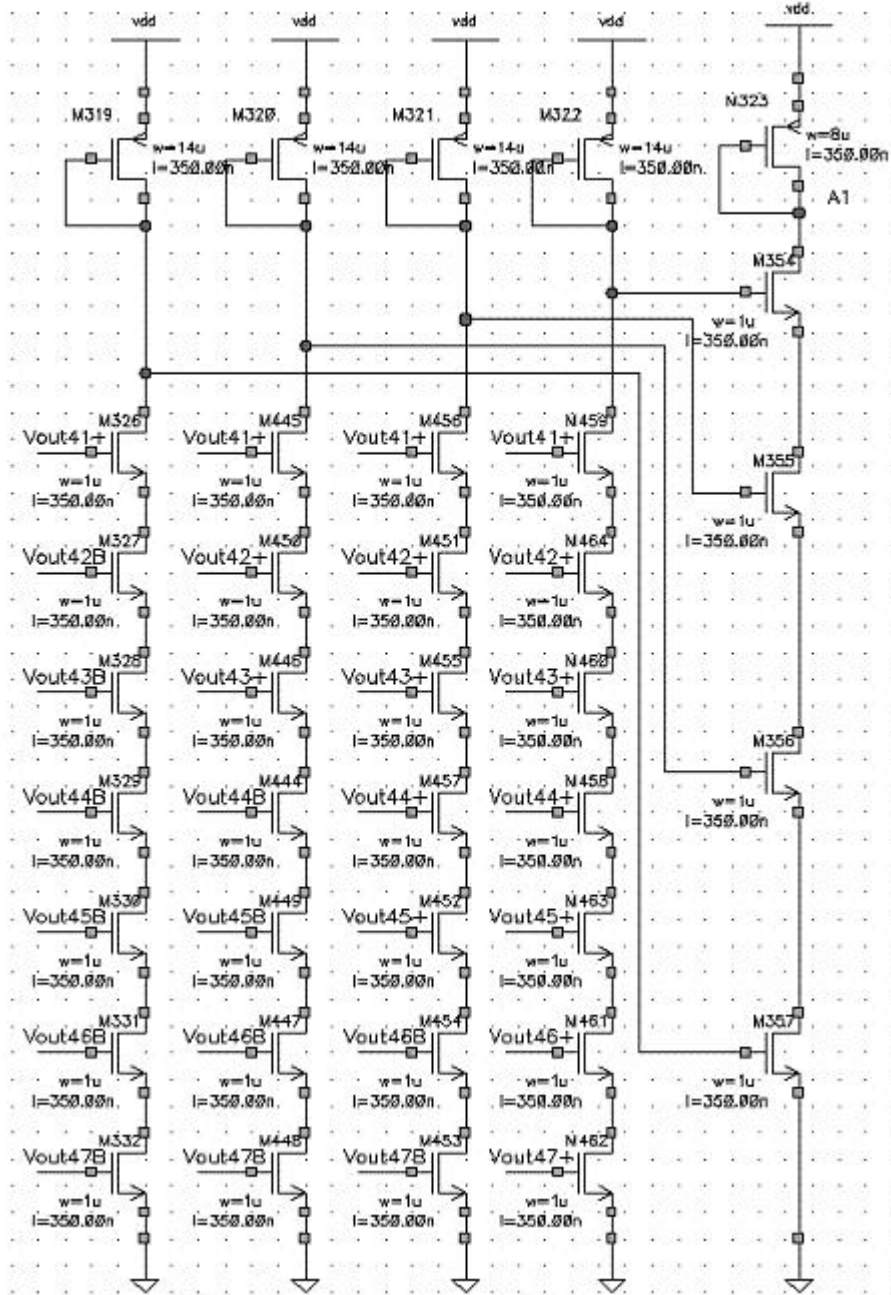 vdd vdd vdd vdd vdd
M319 M320 M321 M322 M323
w=14u w=14u w=14u w=14u w=8u
l=350.00n l=350.00n l=350.00n l=350.00n l=350.00n
A1
M354
w=1u
l=350.00n
M326 M445 M456 M459
Vout41+ Vout41+ Vout41+ Vout41+
M355
w=1u w=1u w=1u w=1u
l=350.00n l=350.00n l=350.00n l=350.00n
w=1u
l=350.00n
M327 M450 M451 M464
Vout42B Vout42+ Vout42+ Vout42+
w=1u w=1u w=1u w=1u
l=350.00n l=350.00n l=350.00n l=350.00n
M328 M446 M455 M460
Vout43B Vout43+ Vout43+ Vout43+
w=1u w=1u w=1u w=1u
l=350.00n l=350.00n l=350.00n l=350.00n
M356
M329 M444 M457 M458
Vout44B Vout44B Vout44+ Vout44+
w=1u
l=350.00n
w=1u w=1u w=1u w=1u
l=350.00n l=350.00n l=350.00n l=350.00n
M330 M449 M452 M463
Vout45B Vout45B Vout45+ Vout45+
w=1u w=1u w=1u w=1u
l=350.00n l=350.00n l=350.00n l=350.00n
M331 M447 M454 M461 M357
Vout46B Vout46B Vout46B Vout46+
w=1u w=1u w=1u w=1u w=1u
l=350.00n l=350.00n l=350.00n l=350.00n l=350.00n
M332 M448 M453 M462
Vout47B Vout47B Vout47B Vout47+
w=1u w=1u w=1u w=1u
l=350.00n l=350.00n l=350.00n l=350.00n